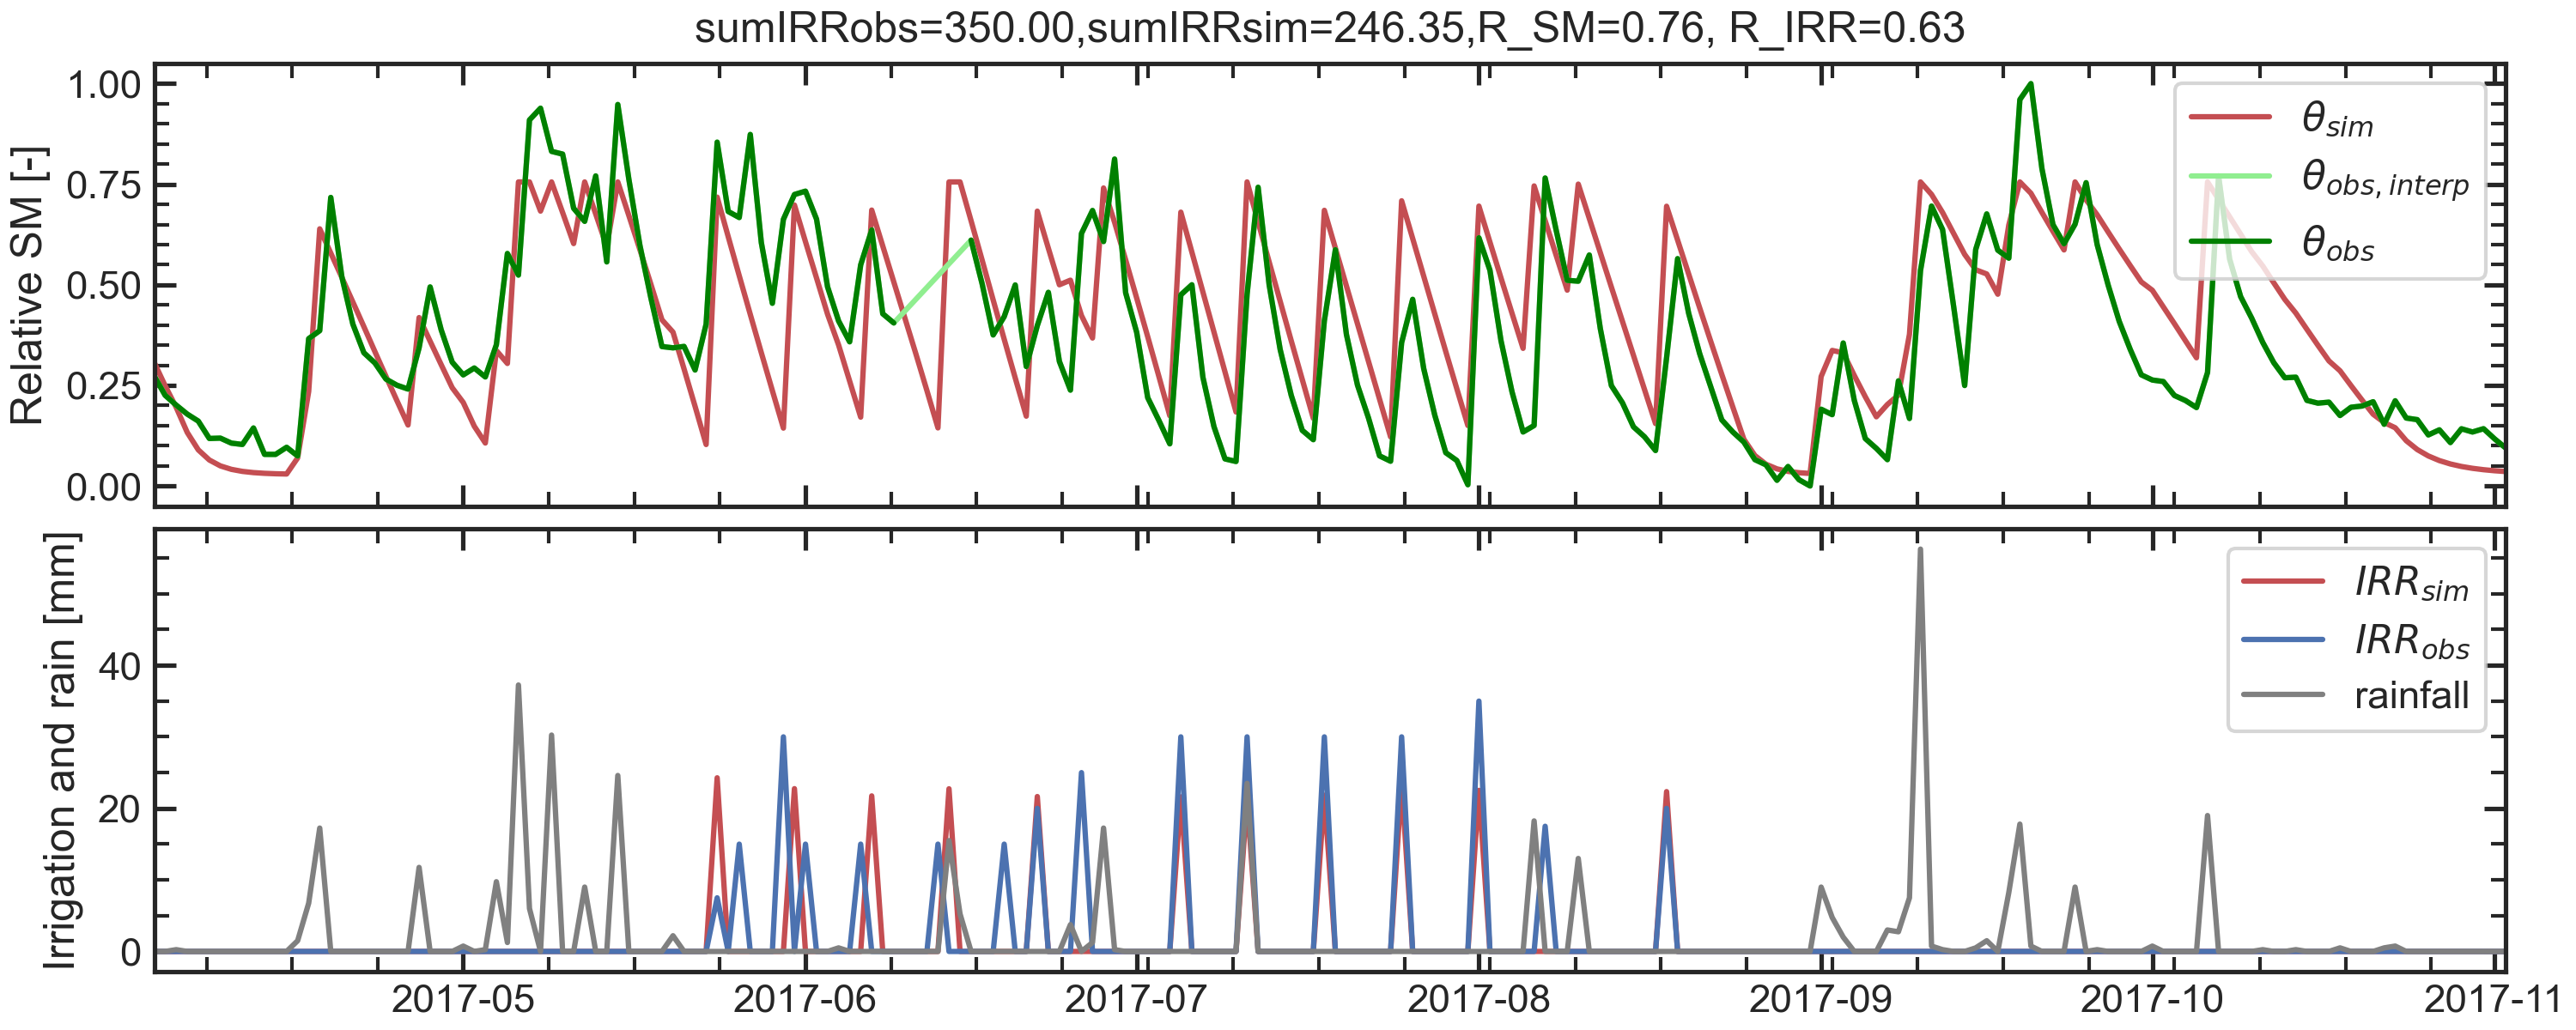 sumIRRobs=350.00,sumIRRsim=246.35,R_SM=0.76, R_IRR=0.63
Relative SM [-]
1.00
0.75
0.50
0.25
0.00
θsim
θobs, interp
θobs
Irrigation and rain [mm]
40
20
0
IRRsim
IRRobs
rainfall
2017-05 2017-06 2017-07 2017-08 2017-09 2017-10 2017-11